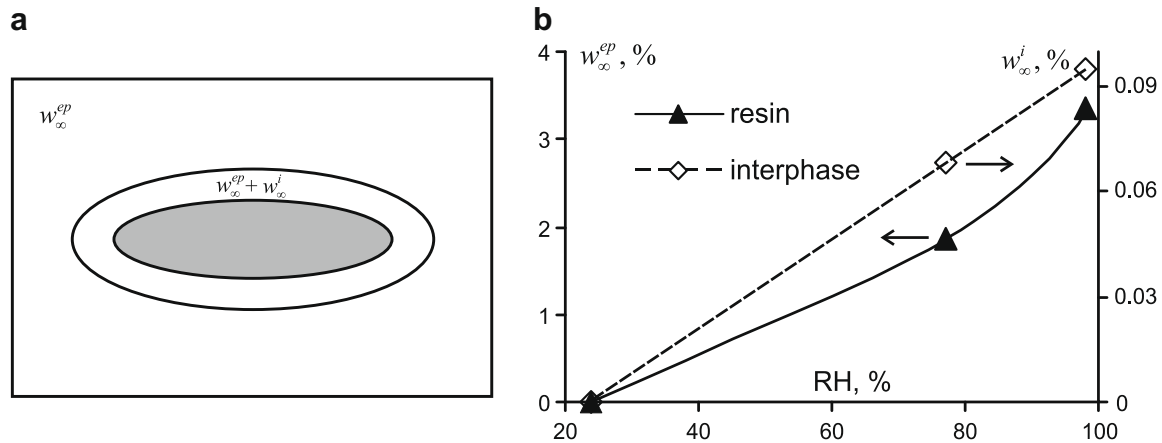 a
w∞^ep
w∞^ep + w∞^i
b
w∞^ep, %
w∞^i, %
4
3
2
1
0
0.09
0.06
0.03
0
resin
interphase
RH, %
20 40 60 80 100